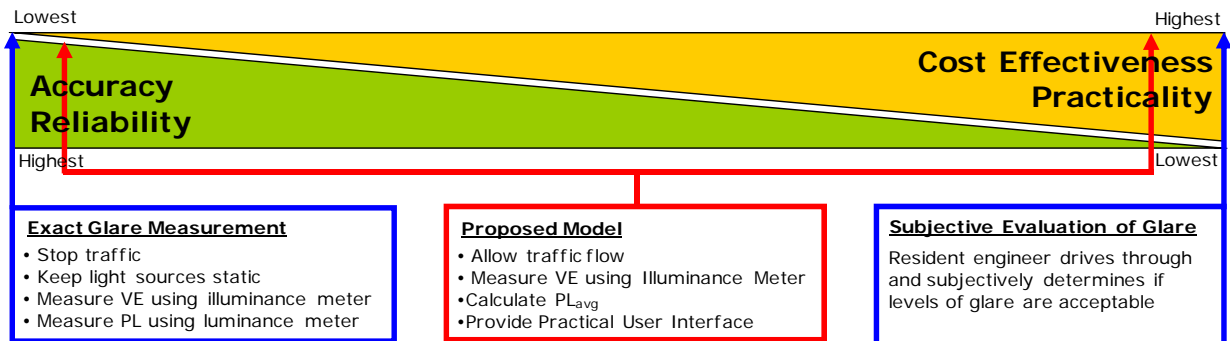 Lowest
Highest
Accuracy
Reliability
Cost Effectiveness
Practicality
Highest
Lowest
Exact Glare Measurement
• Stop traffic
• Keep light sources static
• Measure VE using illuminance meter
• Measure PL using luminance meter
Proposed Model
• Allow traffic flow
• Measure VE using Illuminance Meter
•Calculate PLavg
•Provide Practical User Interface
Subjective Evaluation of Glare
Resident engineer drives through
and subjectively determines if
levels of glare are acceptable